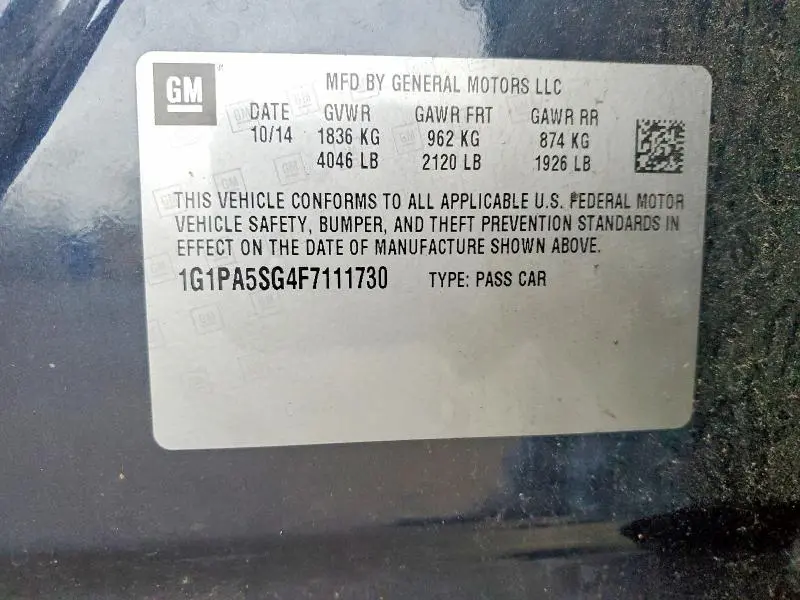 GM
MFD BY GENERAL MOTORS LLC
DATE GVWR GAWR FRT GAWR RR
10/14 1836 KG 962 KG 874 KG
4046 LB 2120 LB 1926 LB
THIS VEHICLE CONFORMS TO ALL APPLICABLE U.S. FEDERAL MOTOR
VEHICLE SAFETY, BUMPER, AND THEFT PREVENTION STANDARDS IN
EFFECT ON THE DATE OF MANUFACTURE SHOWN ABOVE.
1G1PA5SG4F7111730 TYPE: PASS CAR